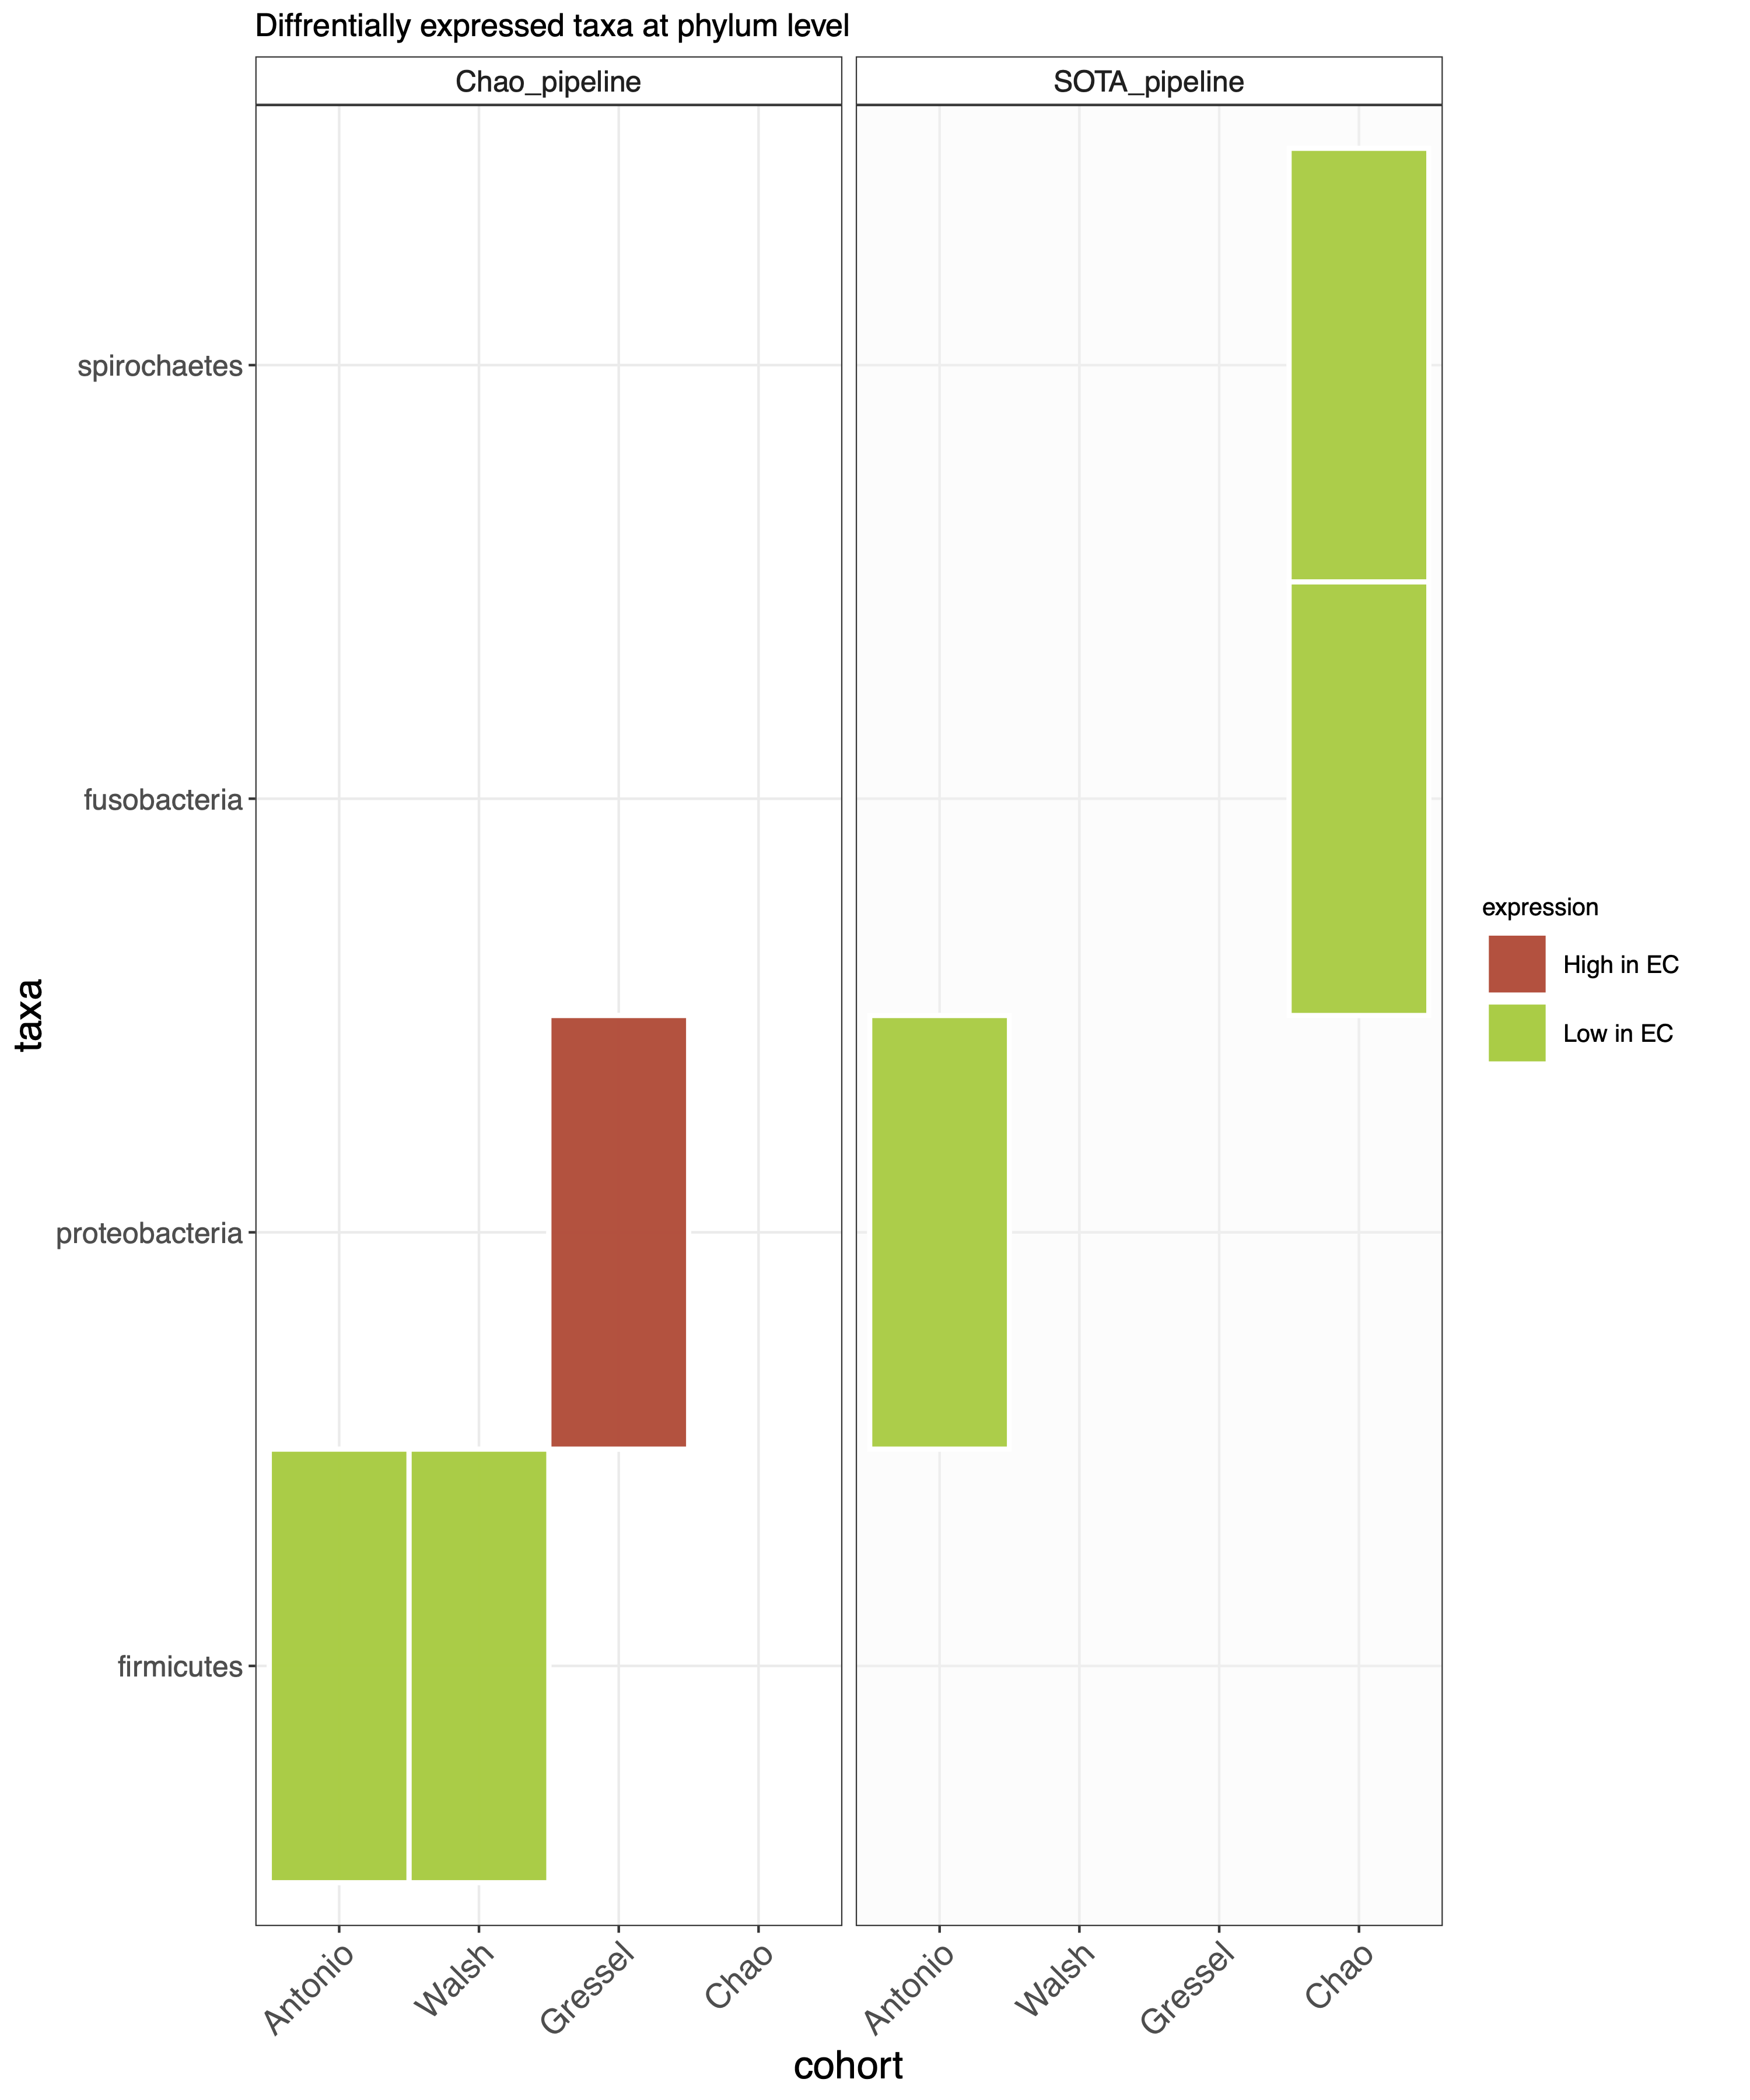 Diffrentially expressed taxa at phylum level
Chao_pipeline
SOTA_pipeline
spirochaetes
fusobacteria
proteobacteria
firmicutes
taxa
Antonio
Walsh
Gressel
Chao
Antonio
Walsh
Gressel
Chao
cohort
expression
High in EC
Low in EC